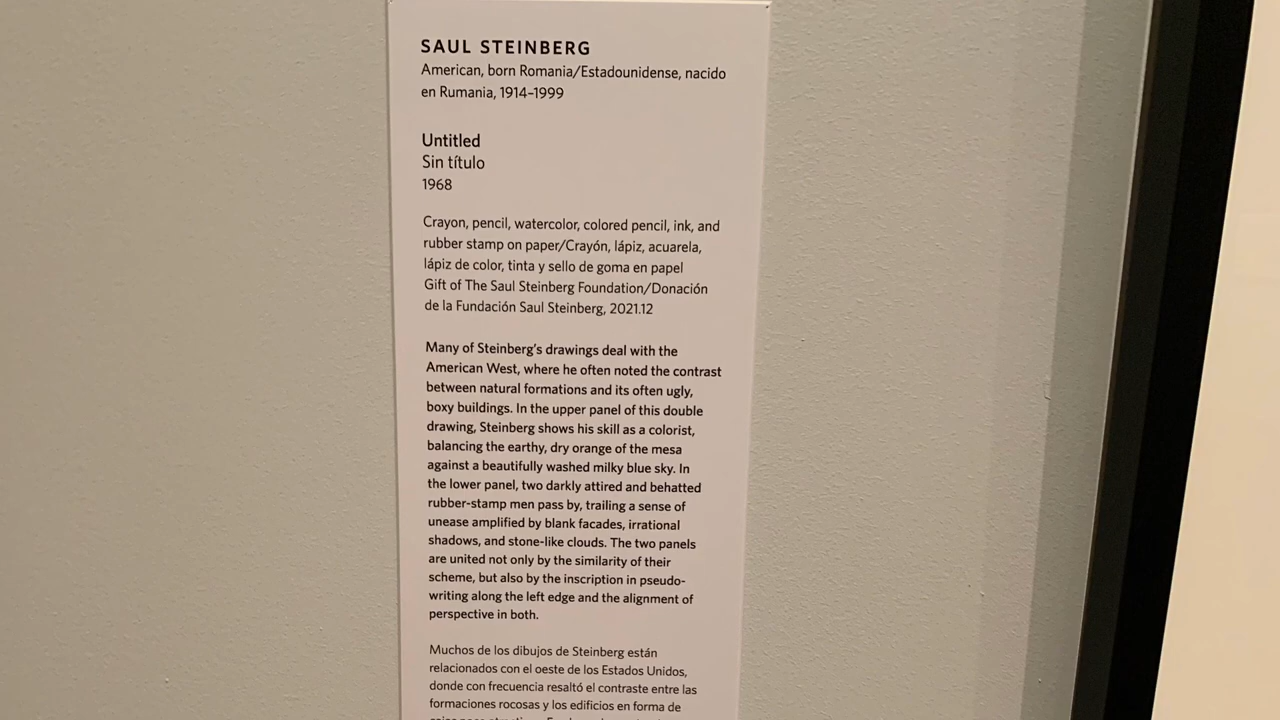 SAUL STEINBERG
American, born Romania/Estadounidense, nacido
en Rumania, 1914–1999
Untitled
Sin título
1968
Crayon, pencil, watercolor, colored pencil, ink, and
rubber stamp on paper/Crayón, lápiz, acuarela,
lápiz de color, tinta y sello de goma en papel
Gift of The Saul Steinberg Foundation/Donación
de la Fundación Saul Steinberg, 2021.12
Many of Steinberg's drawings deal with the
American West, where he often noted the contrast
between natural formations and its often ugly,
boxy buildings. In the upper panel of this double
drawing, Steinberg shows his skill as a colorist,
balancing the earthy, dry orange of the mesa
against a beautifully washed milky blue sky. In
the lower panel, two darkly attired and behatted
rubber-stamp men pass by, trailing a sense of
unease amplified by blank facades, irrational
shadows, and stone-like clouds. The two panels
are united not only by the similarity of their
scheme, but also by the inscription in pseudo-
writing along the left edge and the alignment of
perspective in both.
Muchos de los dibujos de Steinberg están
relacionados con el oeste de los Estados Unidos,
donde con frecuencia resaltó el contraste entre las
formaciones rocosas y los edificios en forma de